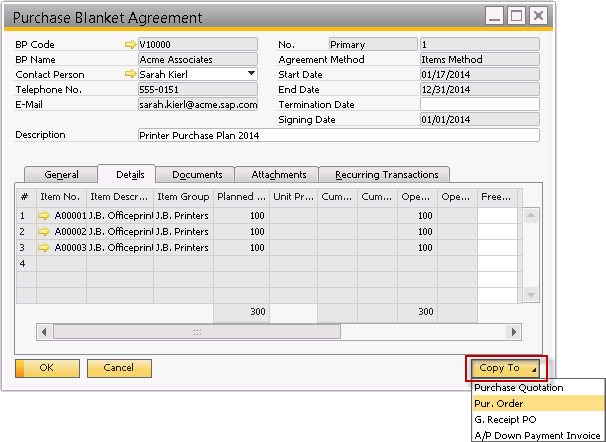 Purchase Blanket Agreement
BP Code V10000 No. Primary 1
BP Name Acme Associates Agreement Method Items Method
Contact Person Sarah Kierl Start Date 01/17/2014
Telephone No. 555-0151 End Date 12/31/2014
E-Mail sarah.kierl@acme.sap.com Termination Date
Signing Date 01/01/2014
Description Printer Purchase Plan 2014
General Details Documents Attachments Recurring Transactions
# Item No. Item Descr... Item Group Planned ... Unit Pr... Cum... Cum... Ope... Ope... Free...
1 A00001 J.B. Officeprint J.B. Printers 100 100
2 A00002 J.B. Officeprint J.B. Printers 100 100
3 A00003 J.B. Officeprint J.B. Printers 100 100
4
300 300
OK Cancel Copy To
Purchase Quotation
Pur. Order
G. Receipt PO
A/P Down Payment Invoice